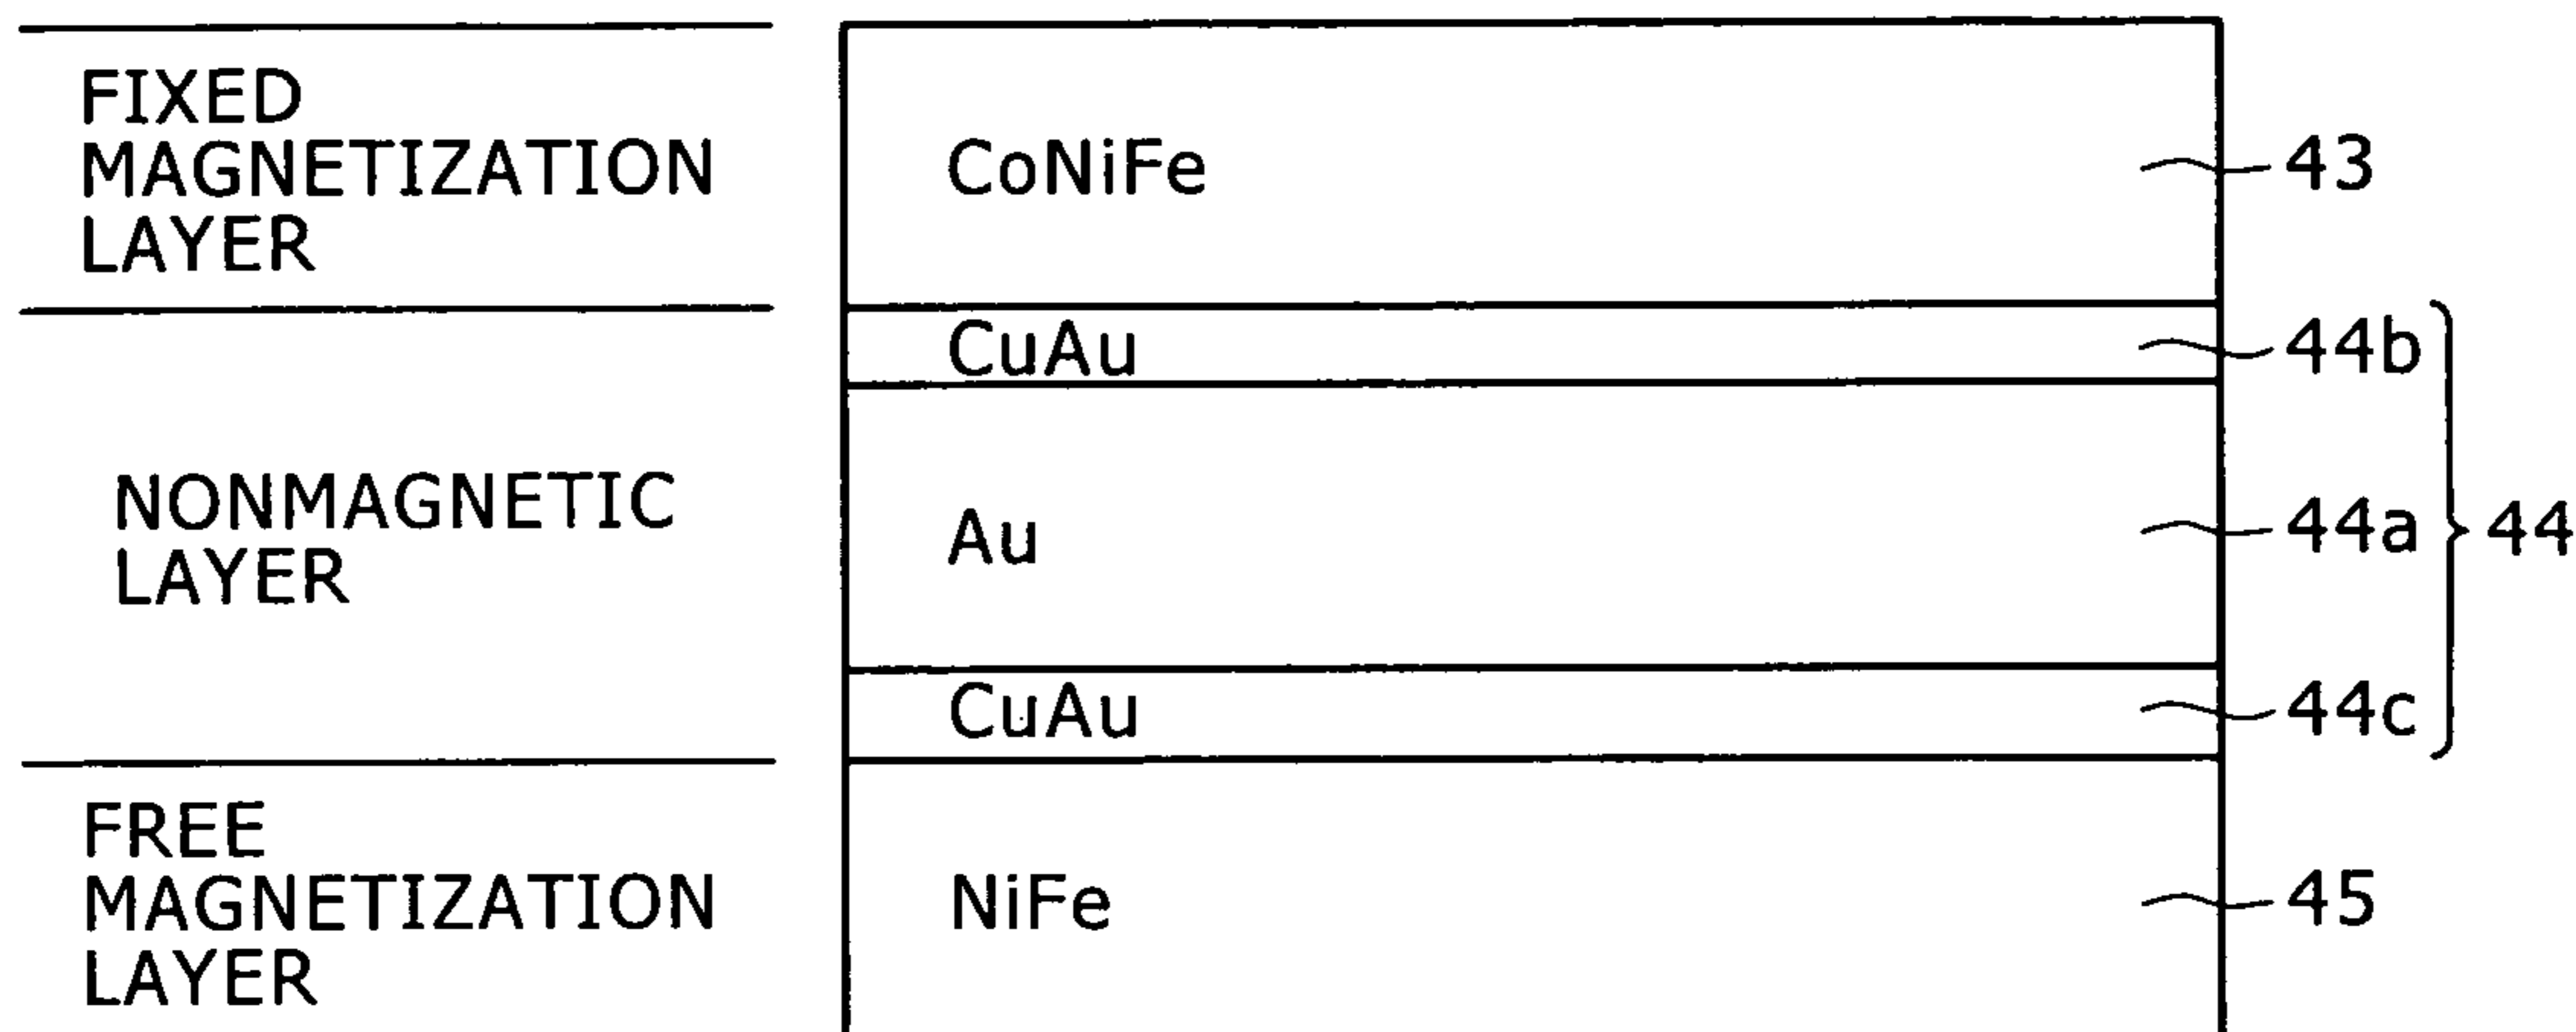 FIXED
MAGNETIZATION
LAYER
CoNiFe
43
CuAu
44b
NONMAGNETIC
LAYER
Au
44a
44
CuAu
44c
FREE
MAGNETIZATION
LAYER
NiFe
45